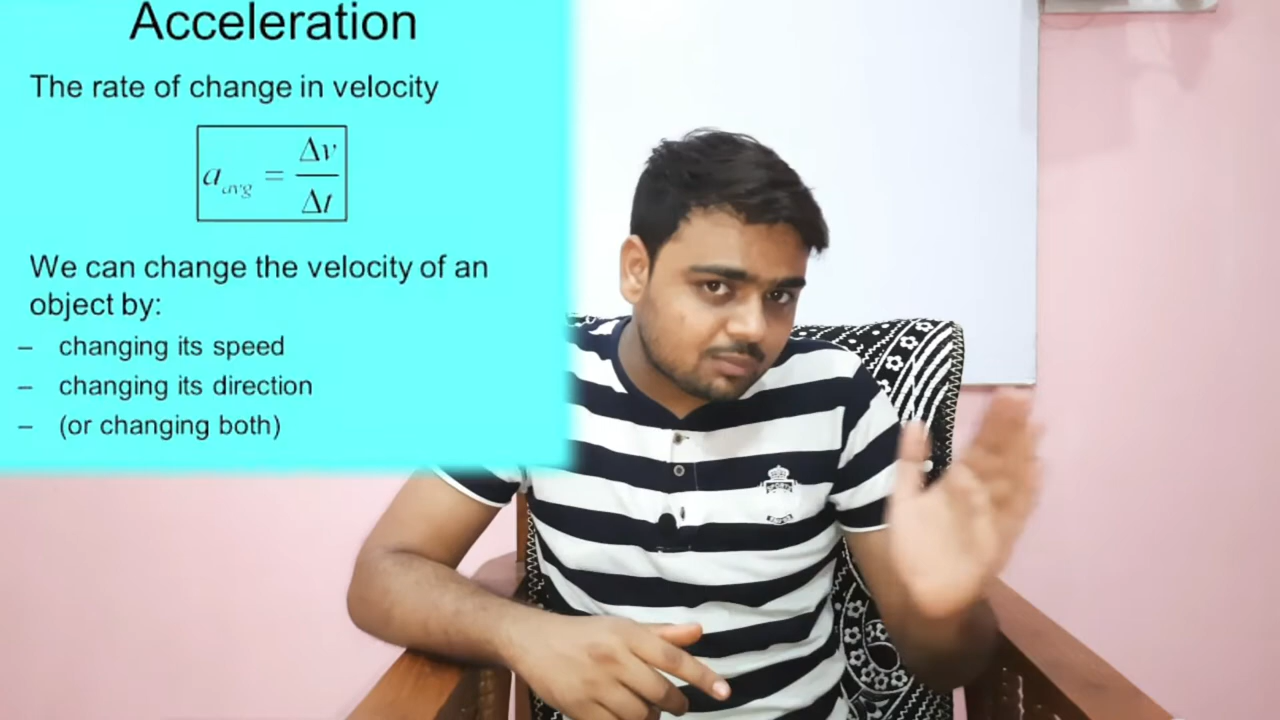 Acceleration
The rate of change in velocity
a_avg = Δv/Δt
We can change the velocity of an
object by:
– changing its speed
– changing its direction
– (or changing both)